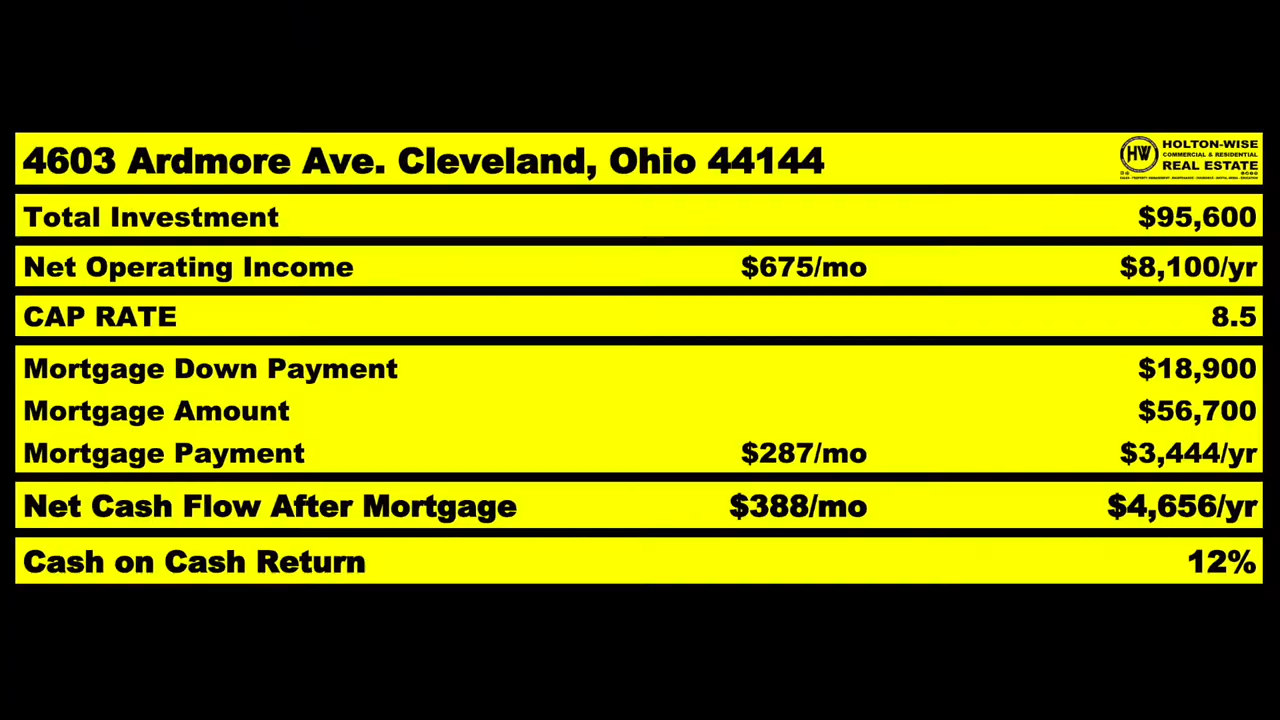 4603 Ardmore Ave. Cleveland, Ohio 44144
HW
HOLTON-WISE
COMMERCIAL & RESIDENTIAL
REAL ESTATE
Total Investment $95,600
Net Operating Income $675/mo $8,100/yr
CAP RATE 8.5
Mortgage Down Payment $18,900
Mortgage Amount $56,700
Mortgage Payment $287/mo $3,444/yr
Net Cash Flow After Mortgage $388/mo $4,656/yr
Cash on Cash Return 12%